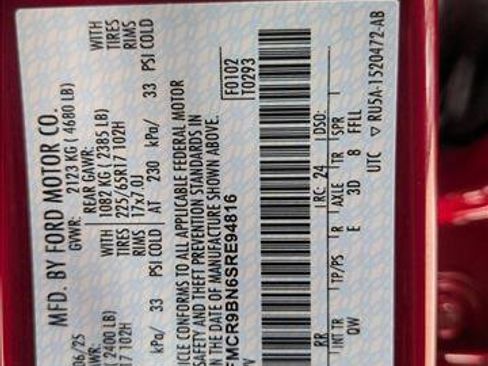 MFD. BY FORD MOTOR CO.
06/25
GVWR:
2123 KG ( 4680 LB)
REAR GAWR:
( 2400 LB) 1082 KG ( 2385 LB) WITH
17 102H TIRES 225/65R17 102H TIRES
RIMS 17x7.0J RIMS
kPa/ 33 PSI COLD AT 230 kPa/ 33 PSI COLD
CONFORMS TO ALL APPLICABLE FEDERAL MOTOR
SAFETY AND THEFT PREVENTION STANDARDS IN
THE DATE OF MANUFACTURE SHOWN ABOVE.
F0102
T0293
FMCR9BN6SRE94816
RR RC: 24 DSO:
INT TR TP/PS R AXLE TR SPR
QW E 3D 8 FFLL
UTC ▽ RU5A-1520472-AB